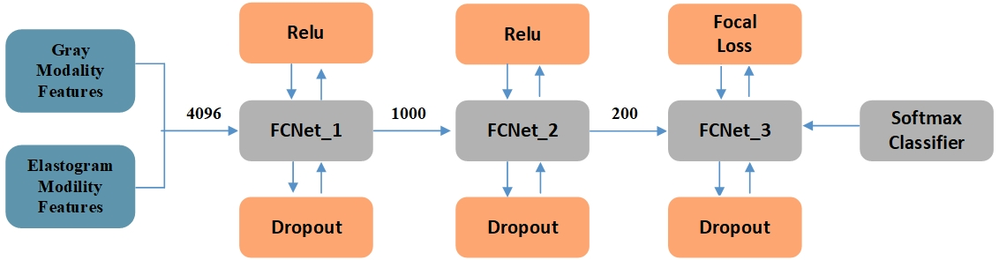 Gray
Modality
Features
Elastogram
Modility
Features
4096
Relu
FCNet_1
Dropout
1000
Relu
FCNet_2
Dropout
200
Focal
Loss
FCNet_3
Dropout
Softmax
Classifier